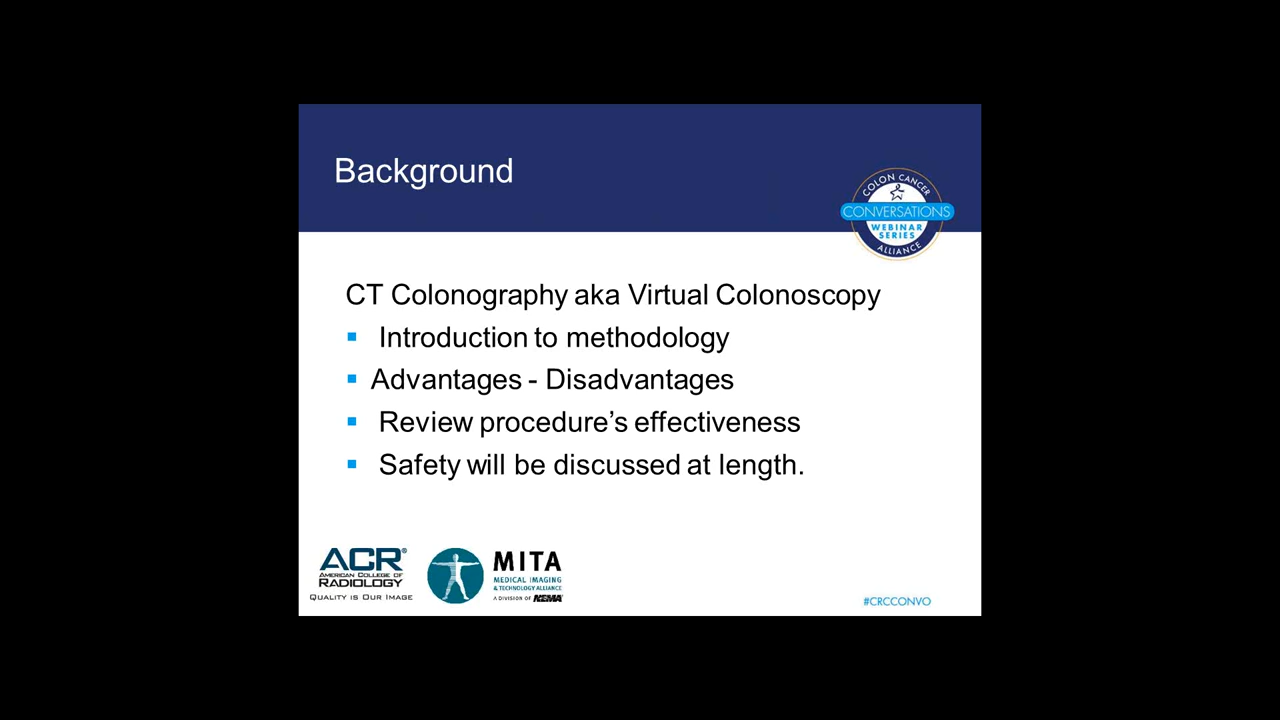 Background
COLON CANCER
CONVERSATIONS
WEBINAR
SERIES
ALLIANCE
CT Colonography aka Virtual Colonoscopy
Introduction to methodology
Advantages - Disadvantages
Review procedure’s effectiveness
Safety will be discussed at length.
ACR®
AMERICAN COLLEGE OF
RADIOLOGY
QUALITY IS OUR IMAGE
MITA
MEDICAL IMAGING
& TECHNOLOGY ALLIANCE
A DIVISION OF NEMA
#CRCCONVO